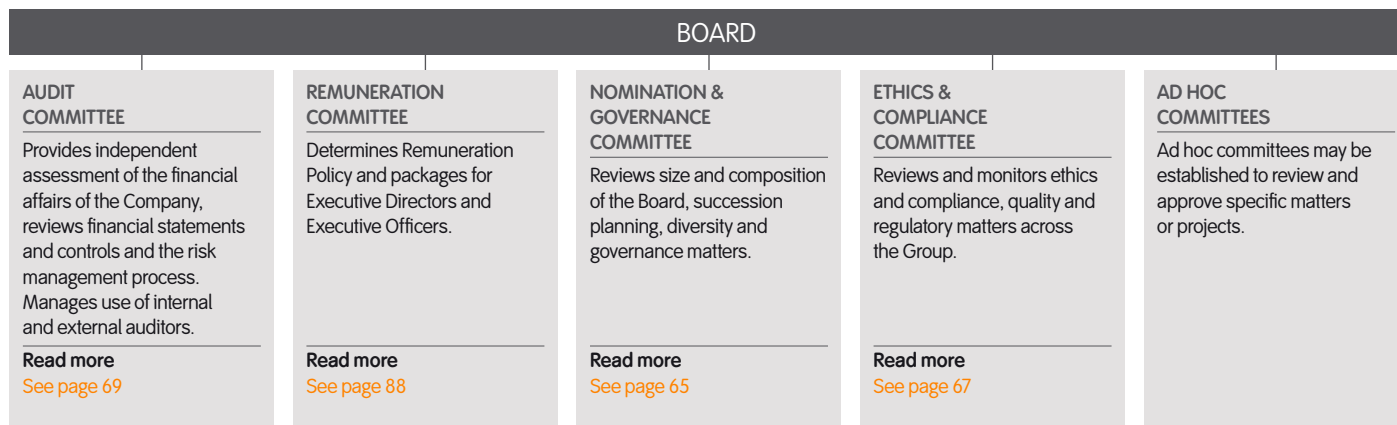 BOARD
AUDIT
COMMITTEE
Provides independent
assessment of the financial
affairs of the Company,
reviews financial statements
and controls and the risk
management process.
Manages use of internal
and external auditors.
Read more
See page 69
REMUNERATION
COMMITTEE
Determines Remuneration
Policy and packages for
Executive Directors and
Executive Officers.
Read more
See page 88
NOMINATION &
GOVERNANCE
COMMITTEE
Reviews size and composition
of the Board, succession
planning, diversity and
governance matters.
Read more
See page 65
ETHICS &
COMPLIANCE
COMMITTEE
Reviews and monitors ethics
and compliance, quality and
regulatory matters across
the Group.
Read more
See page 67
AD HOC
COMMITTEES
Ad hoc committees may be
established to review and
approve specific matters
or projects.